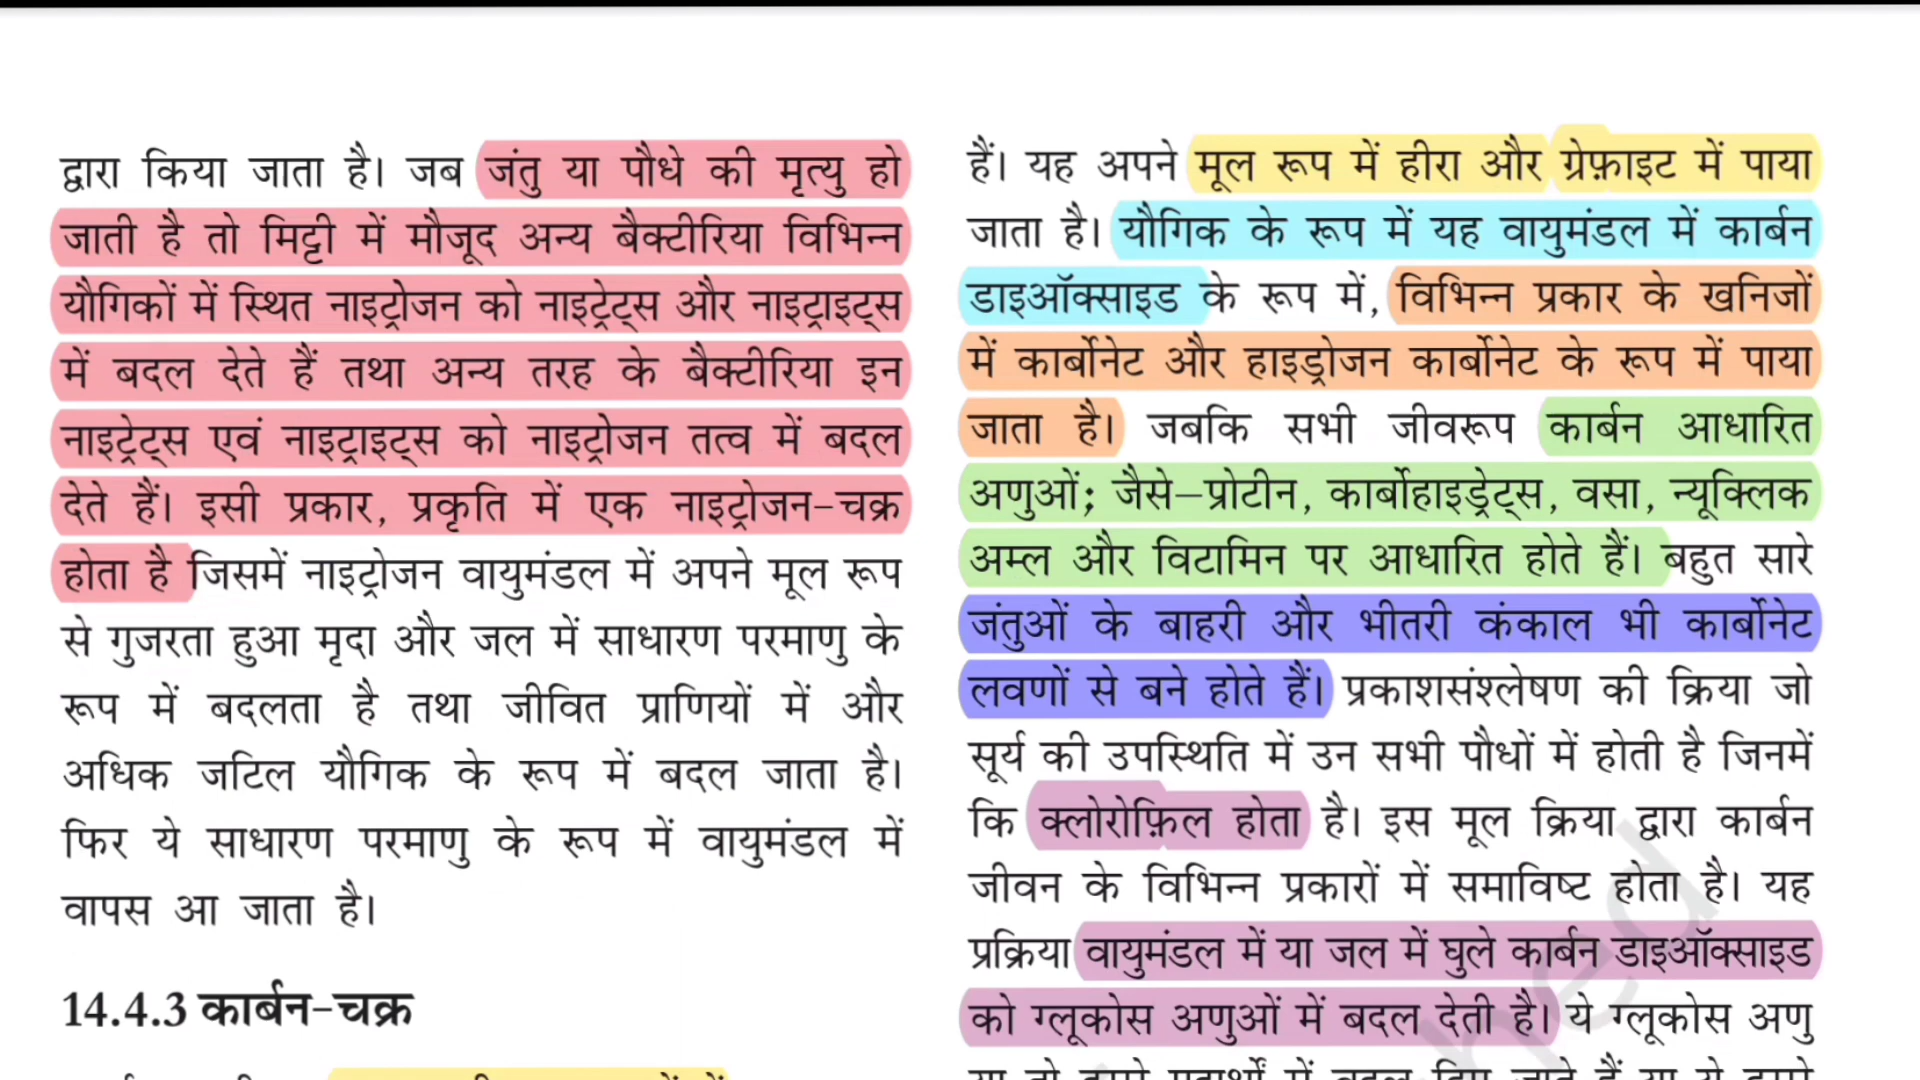 द्वारा किया जाता है। जब जंतु या पौधे की मृत्यु हो
जाती है तो मिट्टी में मौजूद अन्य बैक्टीरिया विभिन्न
यौगिकों में स्थित नाइट्रोजन को नाइट्रेट्स और नाइट्राइट्स
में बदल देते हैं तथा अन्य तरह के बैक्टीरिया इन
नाइट्रेट्स एवं नाइट्राइट्स को नाइट्रोजन तत्व में बदल
देते हैं। इसी प्रकार, प्रकृति में एक नाइट्रोजन-चक्र
होता है जिसमें नाइट्रोजन वायुमंडल में अपने मूल रूप
से गुजरता हुआ मृदा और जल में साधारण परमाणु के
रूप में बदलता है तथा जीवित प्राणियों में और
अधिक जटिल यौगिक के रूप में बदल जाता है।
फिर ये साधारण परमाणु के रूप में वायुमंडल में
वापस आ जाता है।
14.4.3 कार्बन-चक्र
हैं। यह अपने मूल रूप में हीरा और ग्रेफ़ाइट में पाया
जाता है। यौगिक के रूप में यह वायुमंडल में कार्बन
डाइऑक्साइड के रूप में, विभिन्न प्रकार के खनिजों
में कार्बोनेट और हाइड्रोजन कार्बोनेट के रूप में पाया
जाता है। जबकि सभी जीवरूप कार्बन आधारित
अणुओं; जैसे–प्रोटीन, कार्बोहाइड्रेट्स, वसा, न्यूक्लिक
अम्ल और विटामिन पर आधारित होते हैं। बहुत सारे
जंतुओं के बाहरी और भीतरी कंकाल भी कार्बोनेट
लवणों से बने होते हैं। प्रकाशसंश्लेषण की क्रिया जो
सूर्य की उपस्थिति में उन सभी पौधों में होती है जिनमें
कि क्लोरोफ़िल होता है। इस मूल क्रिया द्वारा कार्बन
जीवन के विभिन्न प्रकारों में समाविष्ट होता है। यह
प्रक्रिया वायुमंडल में या जल में घुले कार्बन डाइऑक्साइड
को ग्लूकोस अणुओं में बदल देती है। ये ग्लूकोस अणु